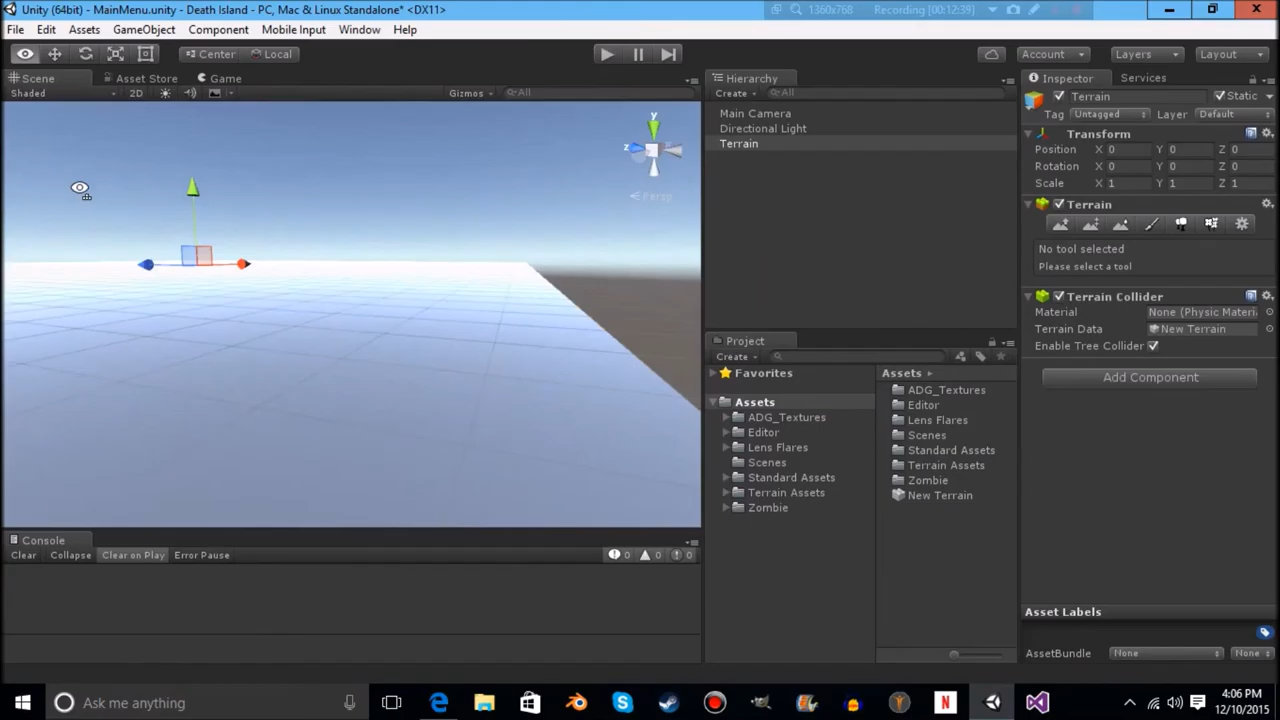 Unity (64bit) - MainMenu.unity - Death Island - PC, Mac & Linux Standalone* <DX11>
1360x768
Recording [00:12:39]
File Edit Assets GameObject Component Mobile Input Window Help
Center Local
Account Layers Layout
Scene Asset Store Game
Shaded 2D Gizmos All
y
z
Persp
Hierarchy
Create All
Main Camera
Directional Light
Terrain
Inspector Services
Terrain Static
Tag Untagged Layer Default
Transform
Position X 0 Y 0 Z 0
Rotation X 0 Y 0 Z 0
Scale X 1 Y 1 Z 1
Terrain
No tool selected
Please select a tool
Terrain Collider
Material None (Physic Materi
Terrain Data New Terrain
Enable Tree Collider
Add Component
Project
Create
Favorites
Assets
ADG_Textures
Editor
Lens Flares
Scenes
Standard Assets
Terrain Assets
Zombie
Assets
ADG_Textures
Editor
Lens Flares
Scenes
Standard Assets
Terrain Assets
Zombie
New Terrain
Console
Clear Collapse Clear on Play Error Pause 0 0 0
Asset Labels
AssetBundle None None
Ask me anything
N
4:06 PM
12/10/2015